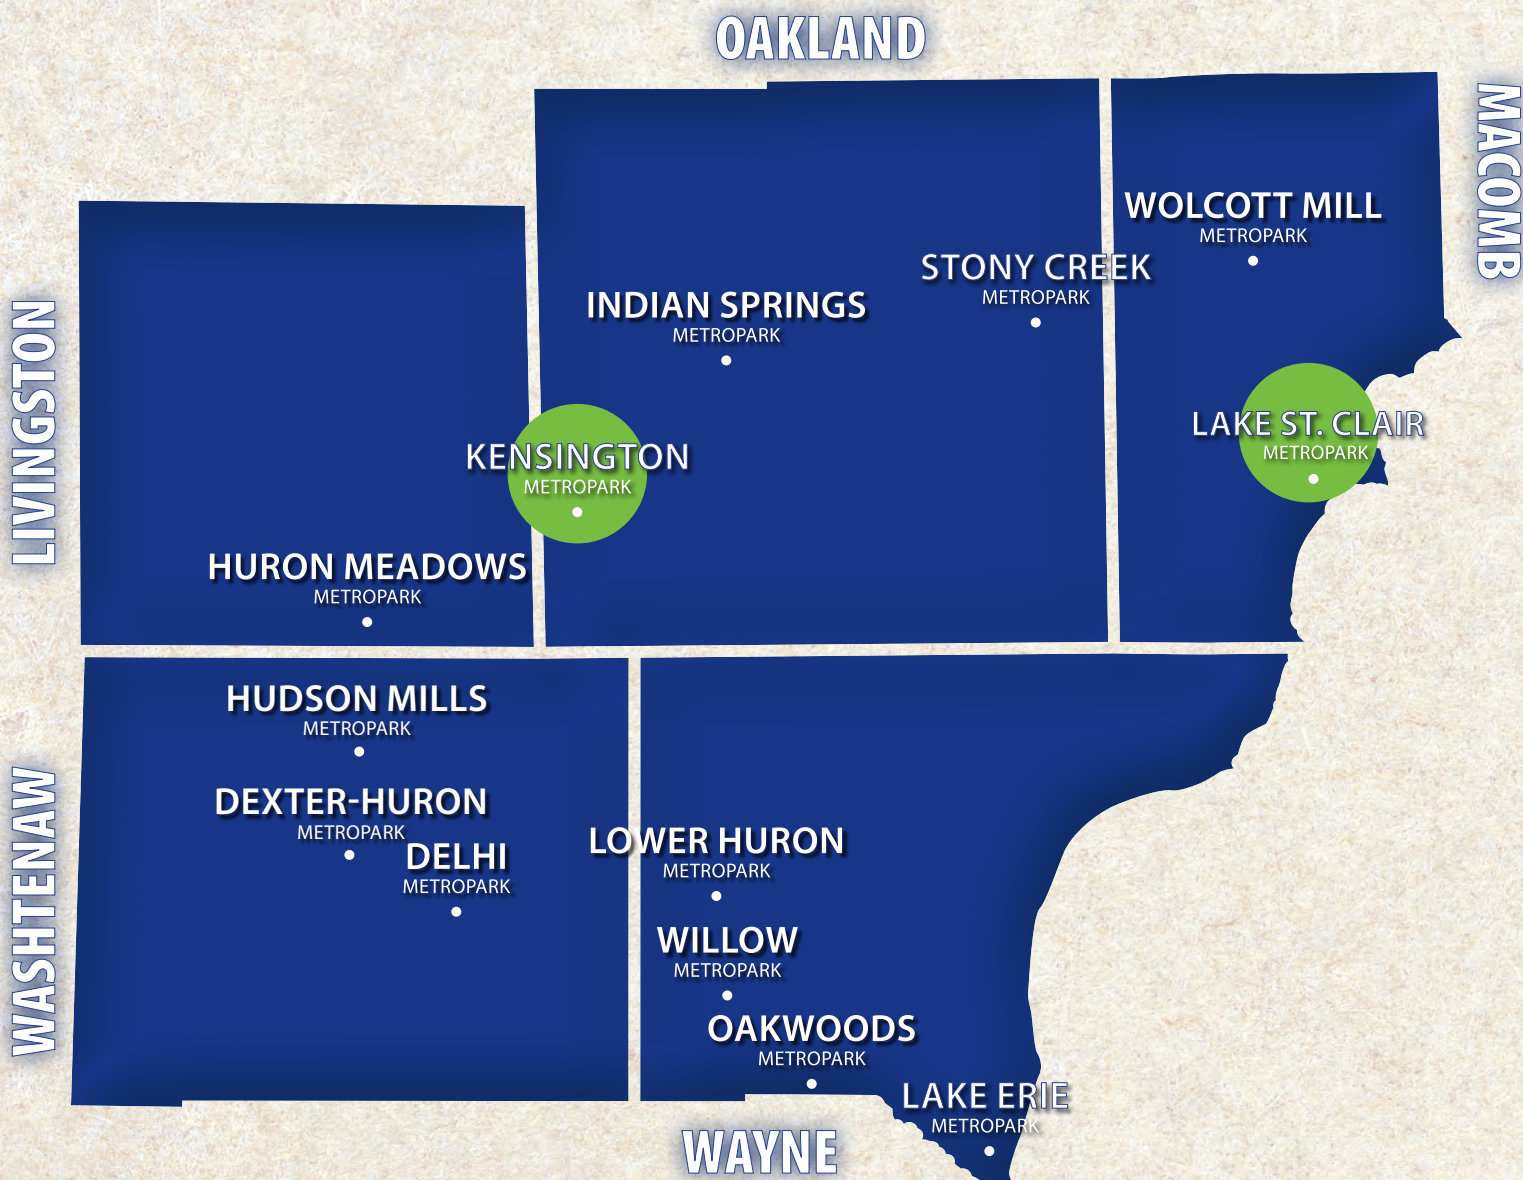 OAKLAND
MACOMB
WOLCOTT MILL
METROPARK
STONY CREEK
METROPARK
INDIAN SPRINGS
METROPARK
LIVINGSTON
LAKE ST. CLAIR
METROPARK
KENSINGTON
METROPARK
HURON MEADOWS
METROPARK
HUDSON MILLS
METROPARK
WASHTENAW
DEXTER-HURON
METROPARK
DELHI
METROPARK
LOWER HURON
METROPARK
WILLOW
METROPARK
OAKWOODS
METROPARK
LAKE ERIE
METROPARK
WAYNE